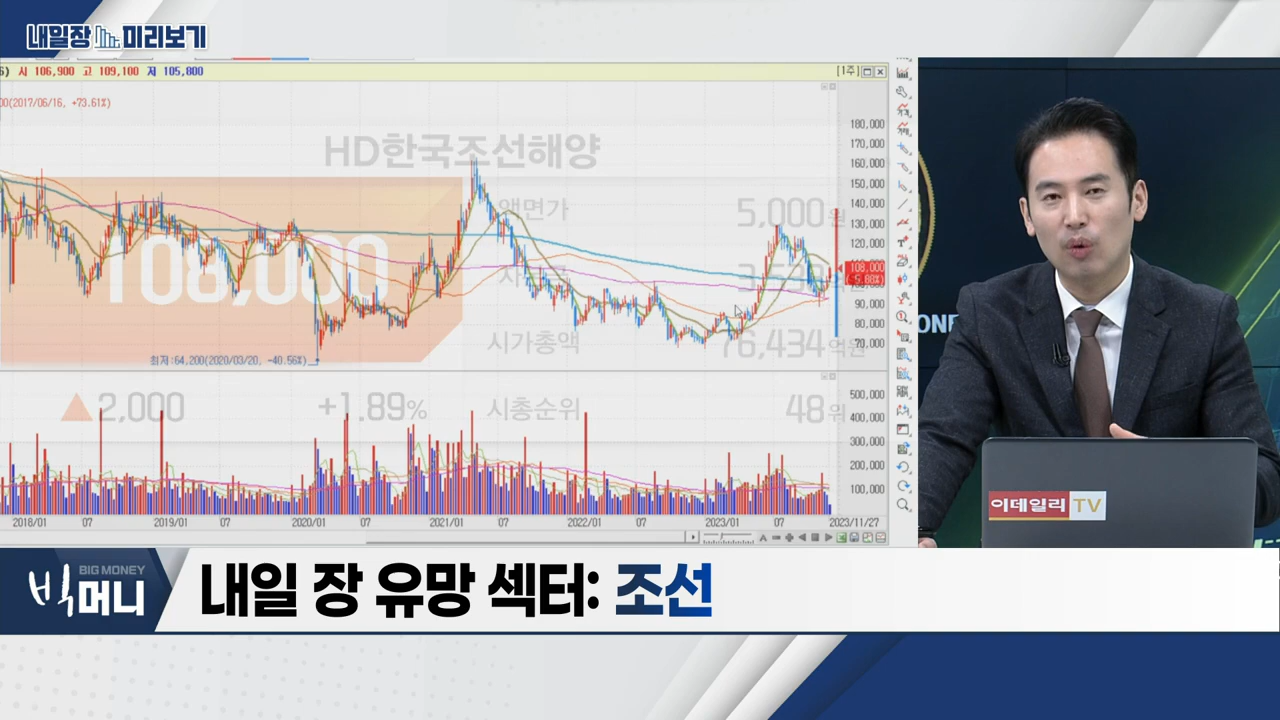 내일장 미리보기
시 106,900 고 109,100 저 105,800
[1주]
(2017/06/16, +73.61%)
HD한국조선해양
액면가 5,000원
108,000
시가총액 76,434억원
▲2,000 +1.89% 시총순위 48위
최저:64,200(2020/03/20, -40.56%)
180,000
170,000
160,000
150,000
140,000
130,000
120,000
110,000
108,000
90,000
80,000
70,000
500,000
400,000
300,000
200,000
100,000
2018/01 07 2019/01 07 2020/01 07 2021/01 07 2022/01 07 2023/01 07 2023/11/27
이데일리 TV
BIG MONEY
빅머니
내일 장 유망 섹터: 조선